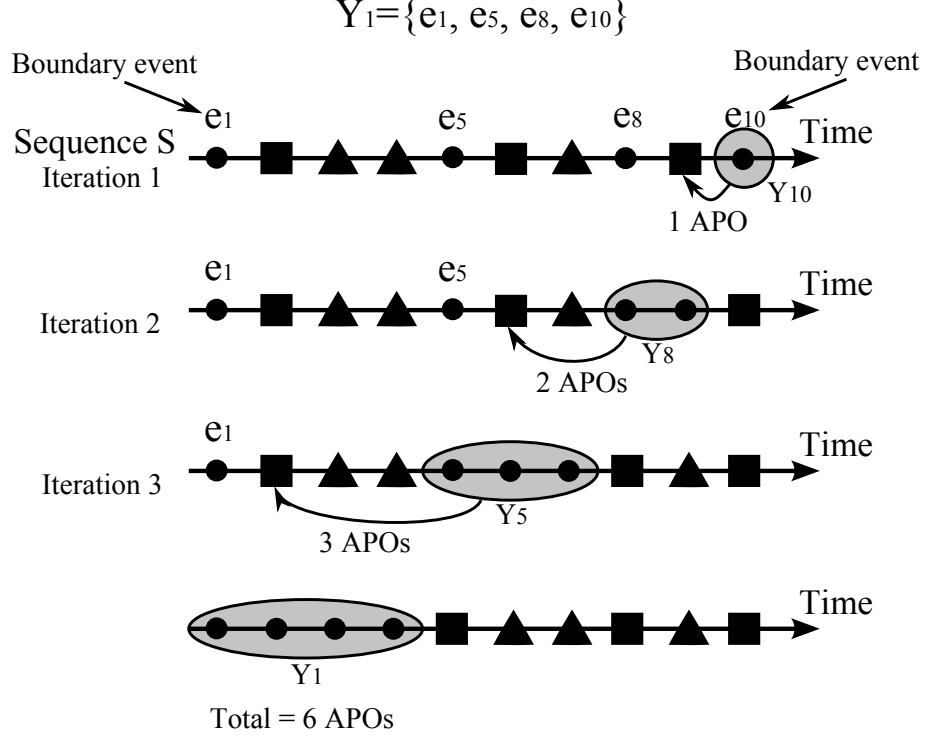 Y1={e1, e5, e8, e10}
Boundary event
Boundary event
e1
e5
e8
e10
Time
Sequence S
Iteration 1
Y10
1 APO
e1
e5
Time
Iteration 2
Y8
2 APOs
e1
Time
Iteration 3
Y5
3 APOs
Time
Y1
Total = 6 APOs